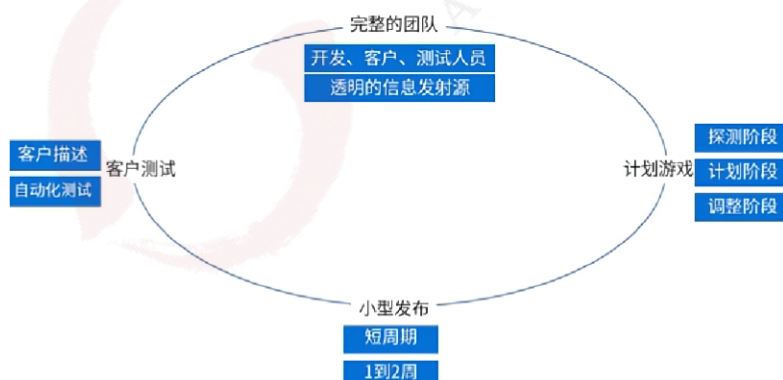 完整的团队
开发、客户、测试人员
透明的信息发射源
客户描述
自动化测试
客户测试
计划游戏
探测阶段
计划阶段
调整阶段
小型发布
短周期
1到2周
A